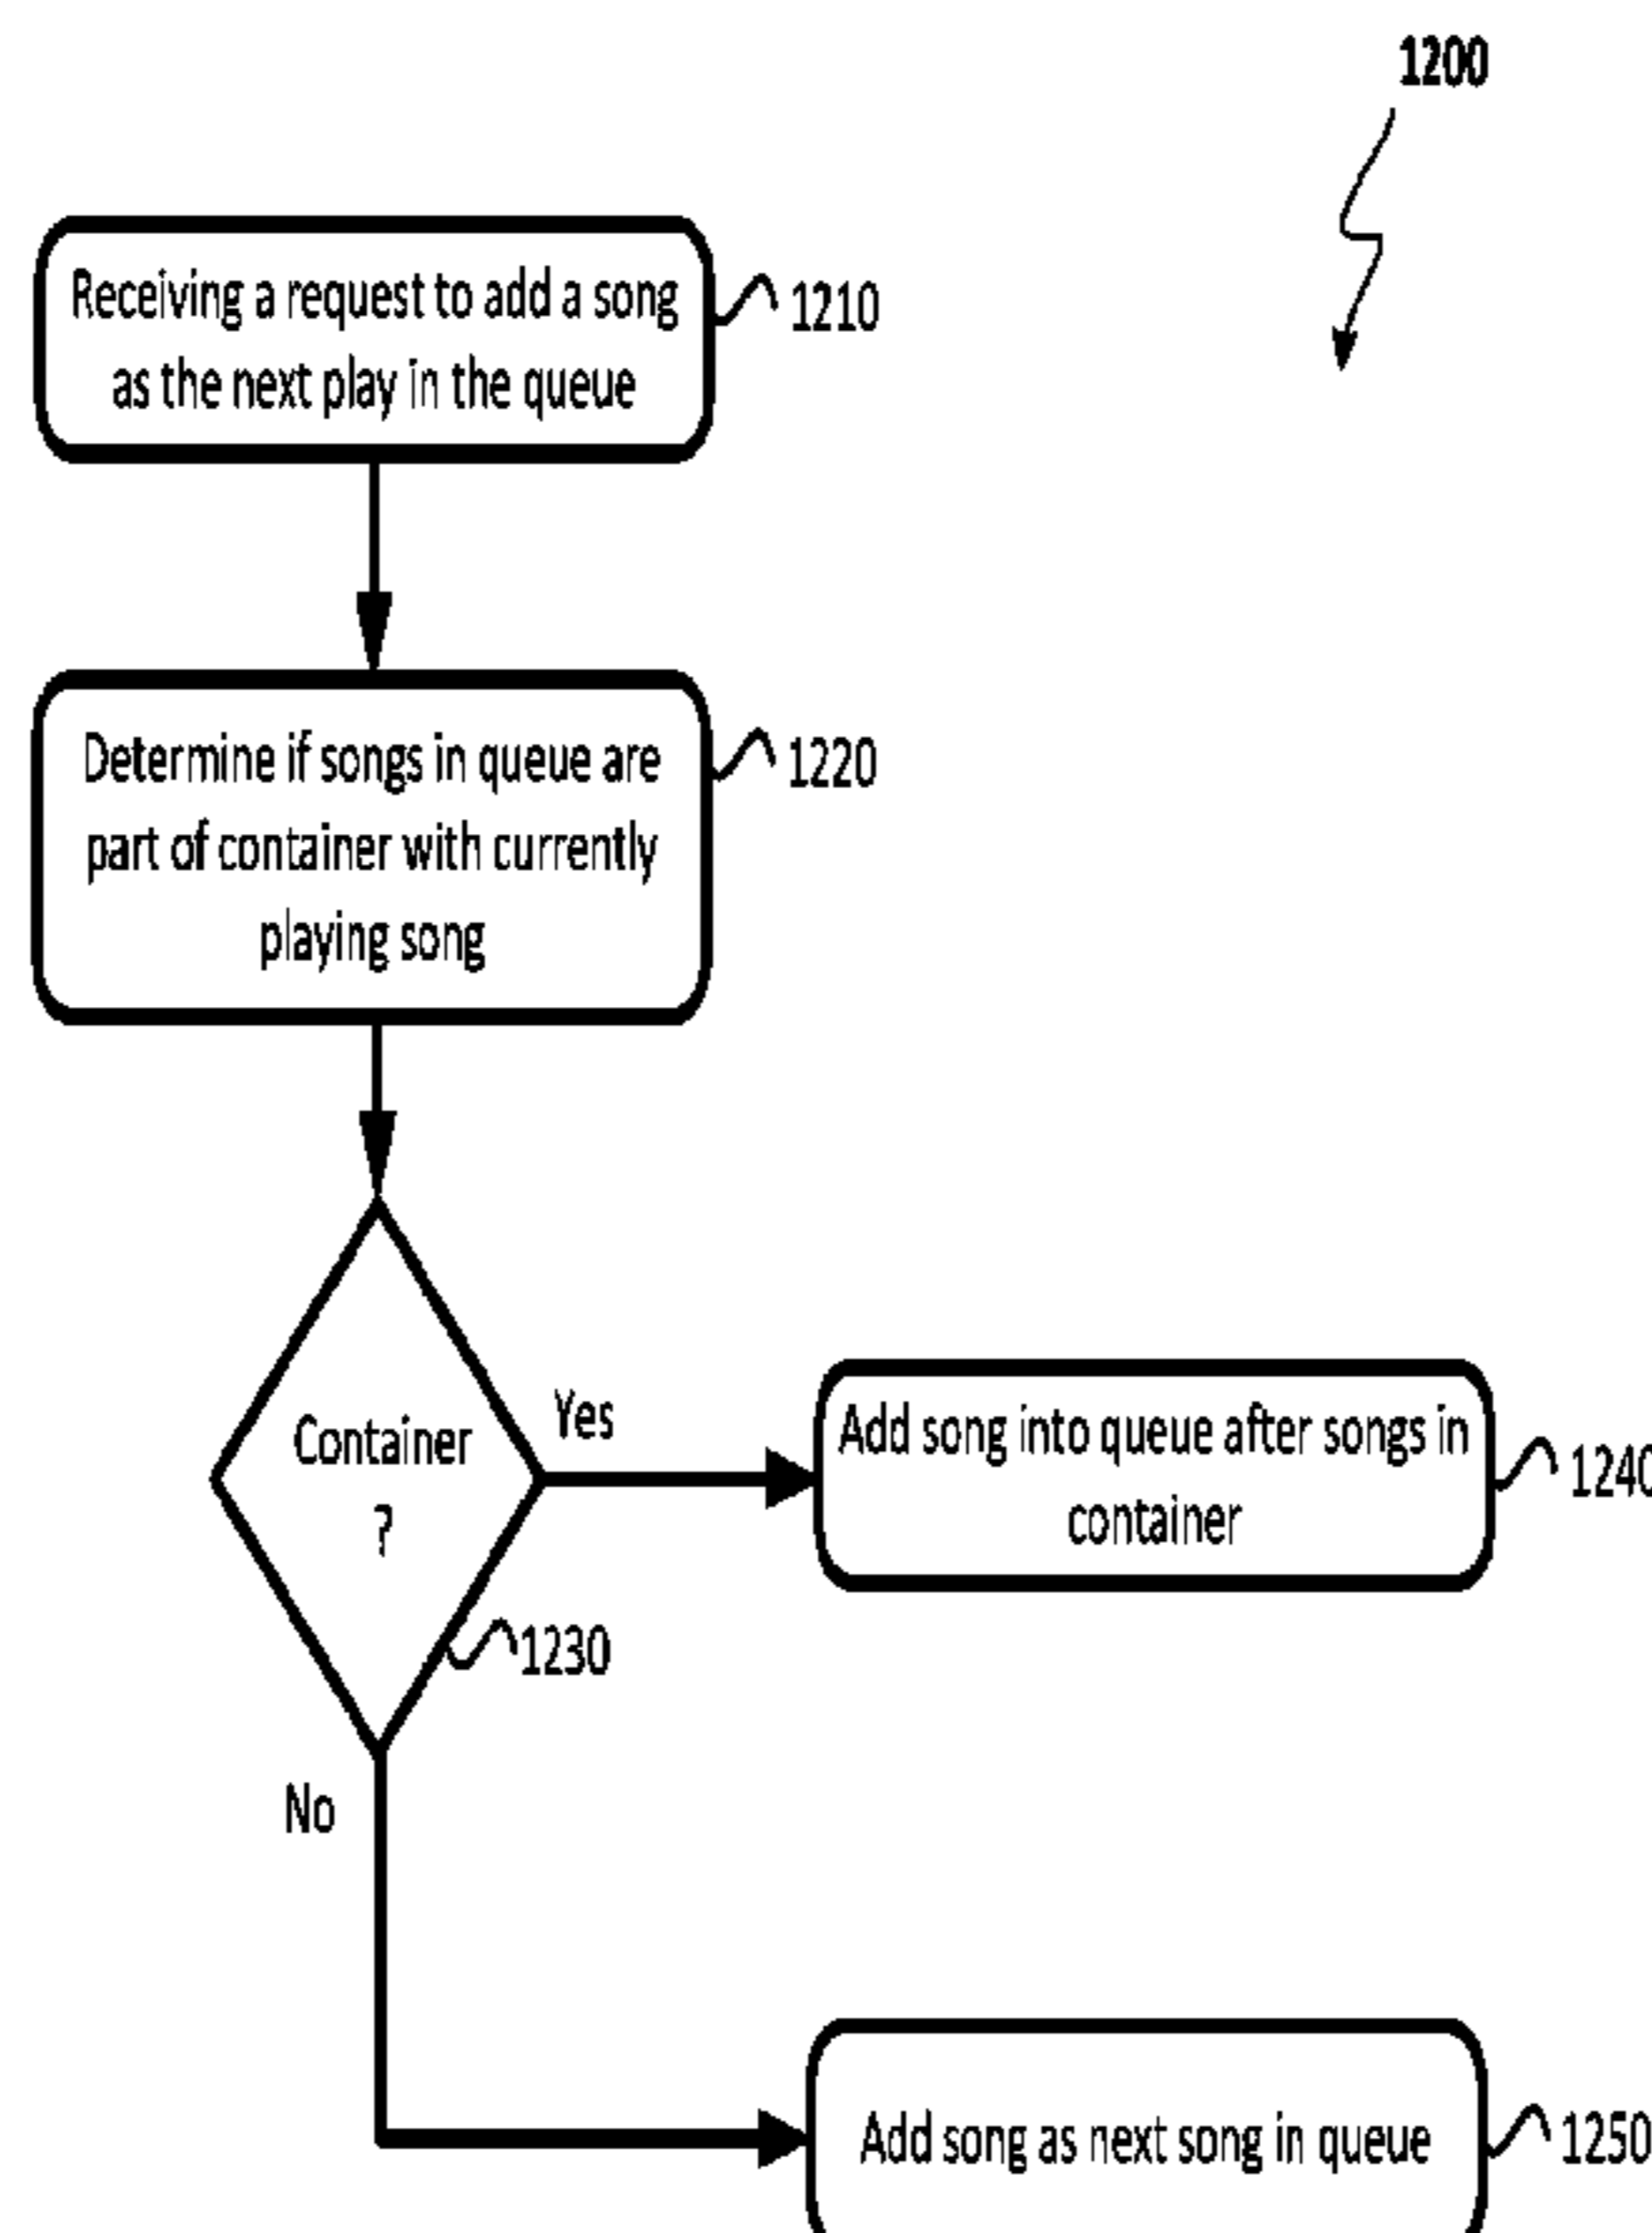 1200
Receiving a request to add a song
as the next play in the queue
1210
Determine if songs in queue are
part of container with currently
playing song
1220
Container
?
Yes
1230
Add song into queue after songs in
container
1240
No
Add song as next song in queue
1250